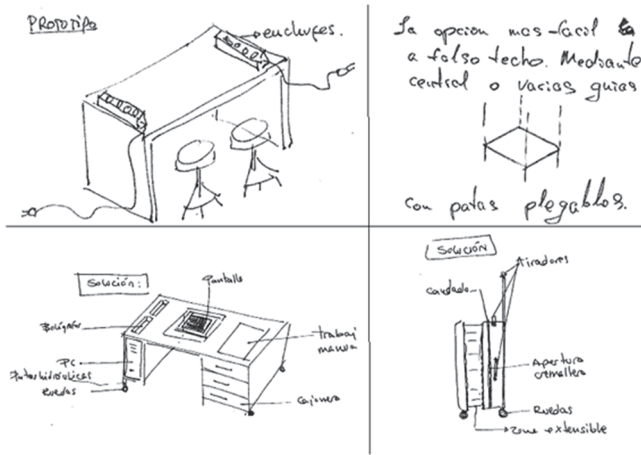 PROTOTIPO
enchufes.
La opcion mas facil
a falso techo. Mediante
central o varias guias
con patas plegables.
Solución:
Pantalla
Bolígrafo
PC
Patas hidráulicas
Ruedas
trabajo
manual
Cajonera
SOLUCIÓN
tiradores
candado
Apertura
cremallera
Ruedas
zona extensible